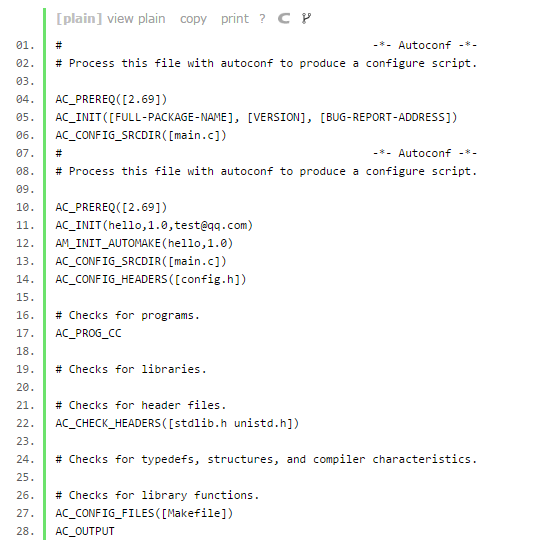 [plain] view plain copy print ?
01. # -*- Autoconf -*-
02. # Process this file with autoconf to produce a configure script.
03.
04. AC_PREREQ([2.69])
05. AC_INIT([FULL-PACKAGE-NAME], [VERSION], [BUG-REPORT-ADDRESS])
06. AC_CONFIG_SRCDIR([main.c])
07. # -*- Autoconf -*-
08. # Process this file with autoconf to produce a configure script.
09.
10. AC_PREREQ([2.69])
11. AC_INIT(hello,1.0,test@qq.com)
12. AM_INIT_AUTOMAKE(hello,1.0)
13. AC_CONFIG_SRCDIR([main.c])
14. AC_CONFIG_HEADERS([config.h])
15.
16. # Checks for programs.
17. AC_PROG_CC
18.
19. # Checks for libraries.
20.
21. # Checks for header files.
22. AC_CHECK_HEADERS([stdlib.h unistd.h])
23.
24. # Checks for typedefs, structures, and compiler characteristics.
25.
26. # Checks for library functions.
27. AC_CONFIG_FILES([Makefile])
28. AC_OUTPUT